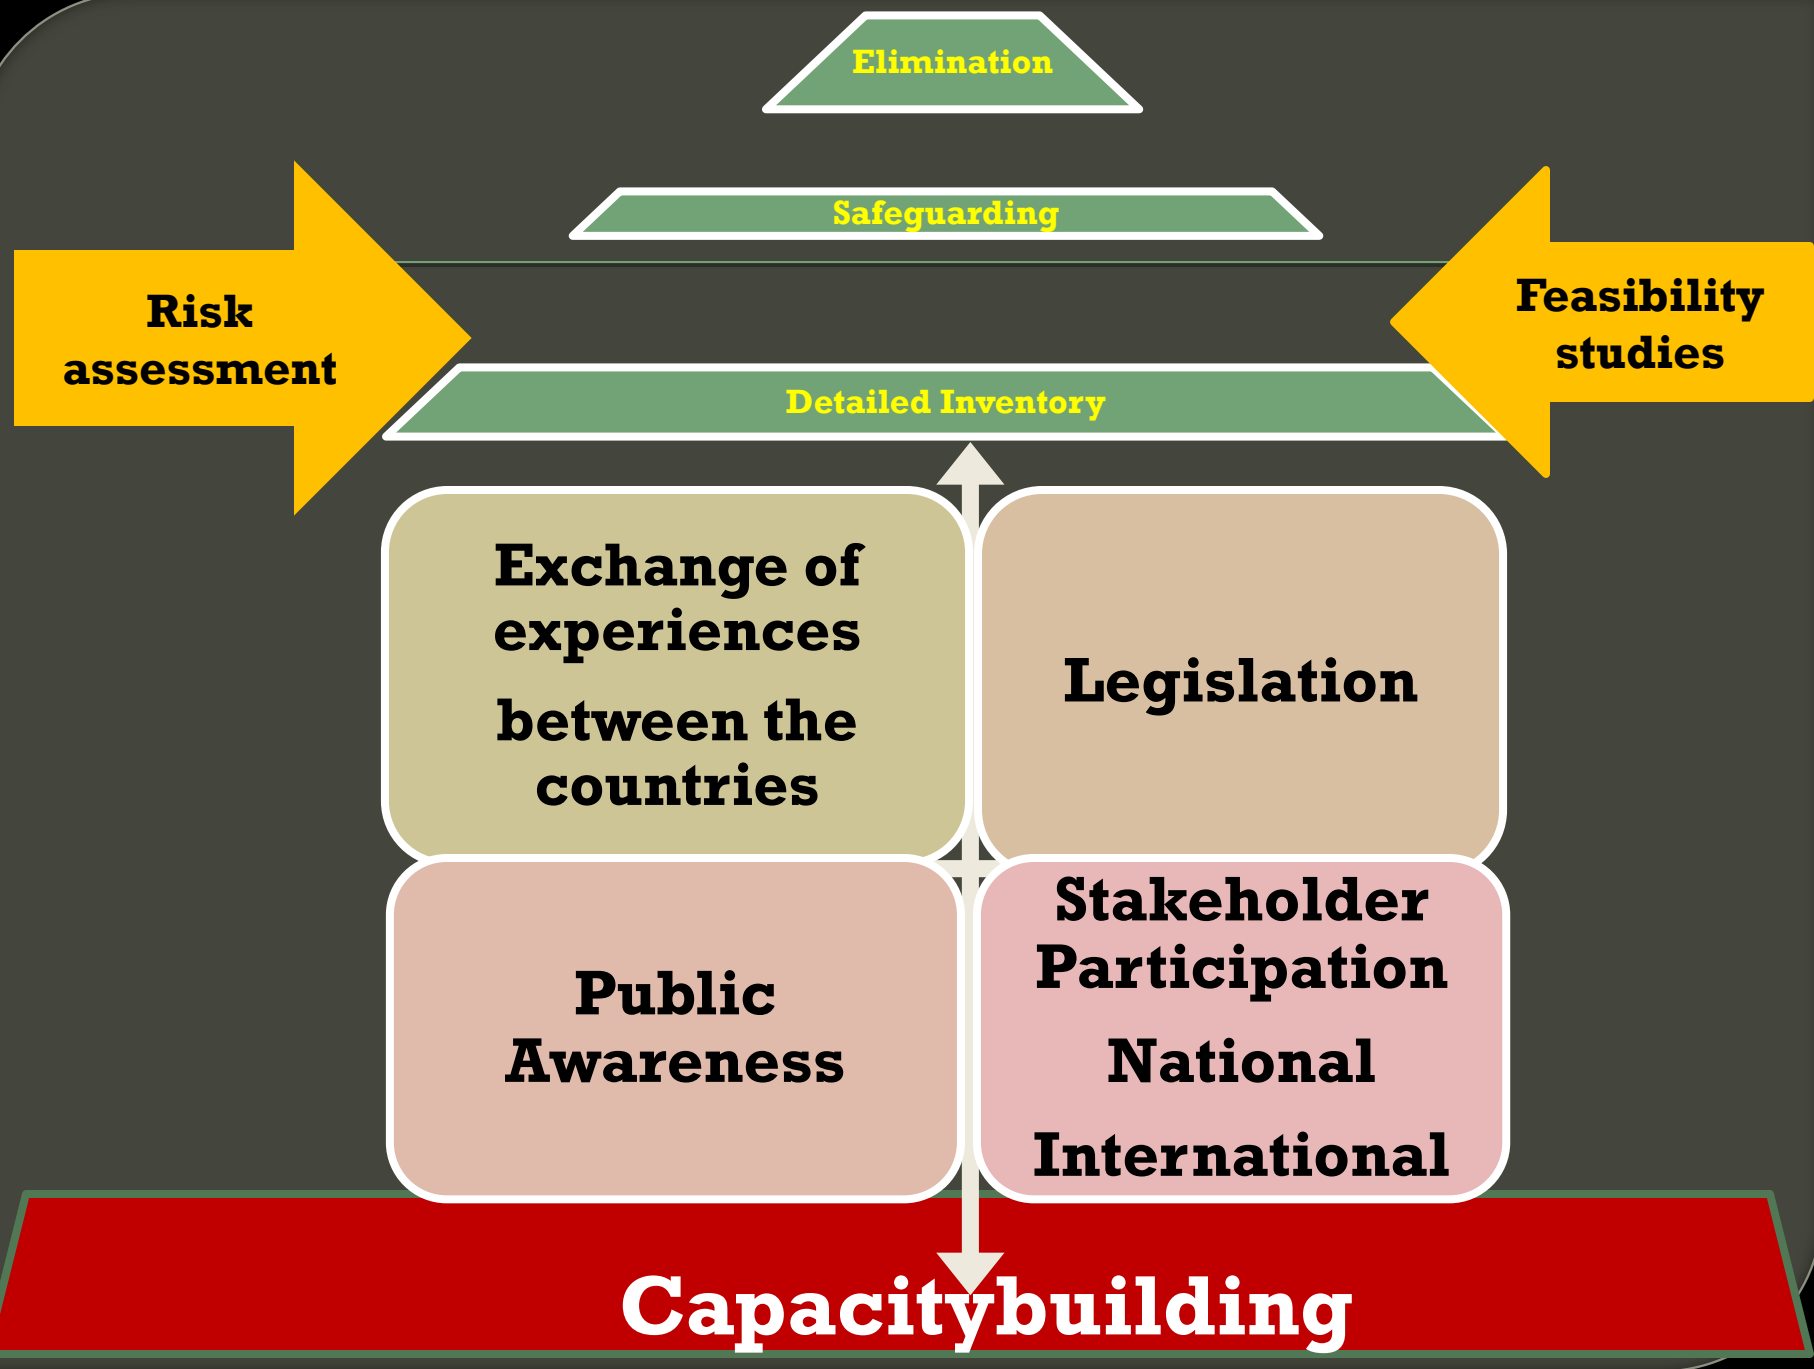 Elimination
Safeguarding
Risk
assessment
Feasibility
studies
Detailed Inventory
Exchange of
experiences
between the
countries
Legislation
Public
Awareness
Stakeholder
Participation
National
International
Capacitybuilding